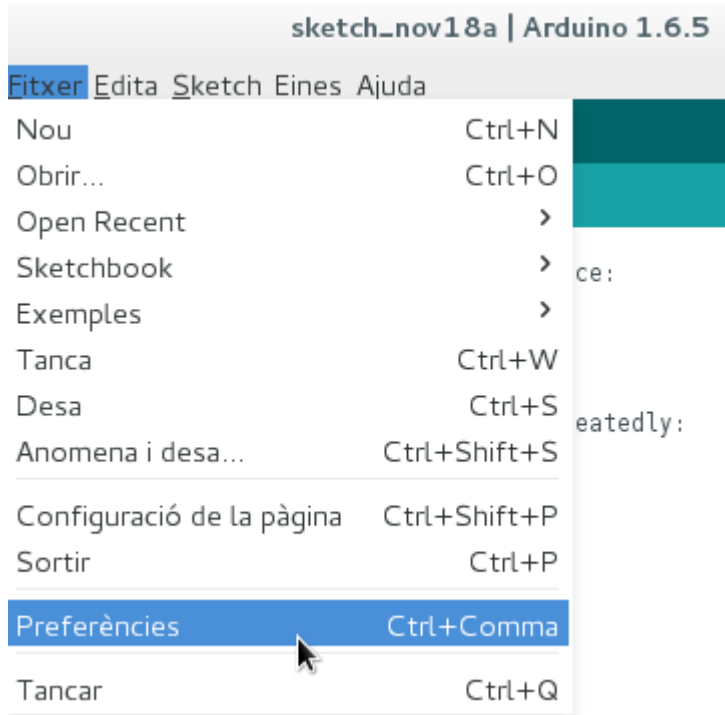 sketch_nov18a | Arduino 1.6.5
Fitxer Edita Sketch Eines Ajuda
Nou Ctrl+N
Obrir... Ctrl+O
Open Recent >
Sketchbook > ce:
Exemples >
Tanca Ctrl+W
Desa Ctrl+S eatedly:
Anomena i desa... Ctrl+Shift+S
Configuració de la pàgina Ctrl+Shift+P
Sortir Ctrl+P
Preferències Ctrl+Comma
Tancar Ctrl+Q